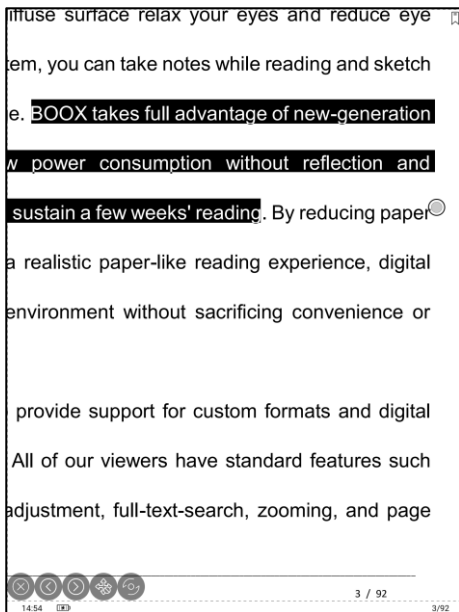 iffuse surface relax your eyes and reduce eye
tem, you can take notes while reading and sketch
e. BOOX takes full advantage of new-generation
w power consumption without reflection and
sustain a few weeks' reading. By reducing paper
a realistic paper-like reading experience, digital
environment without sacrificing convenience or
provide support for custom formats and digital
All of our viewers have standard features such
adjustment, full-text-search, zooming, and page
3 / 92
14:54
3/92